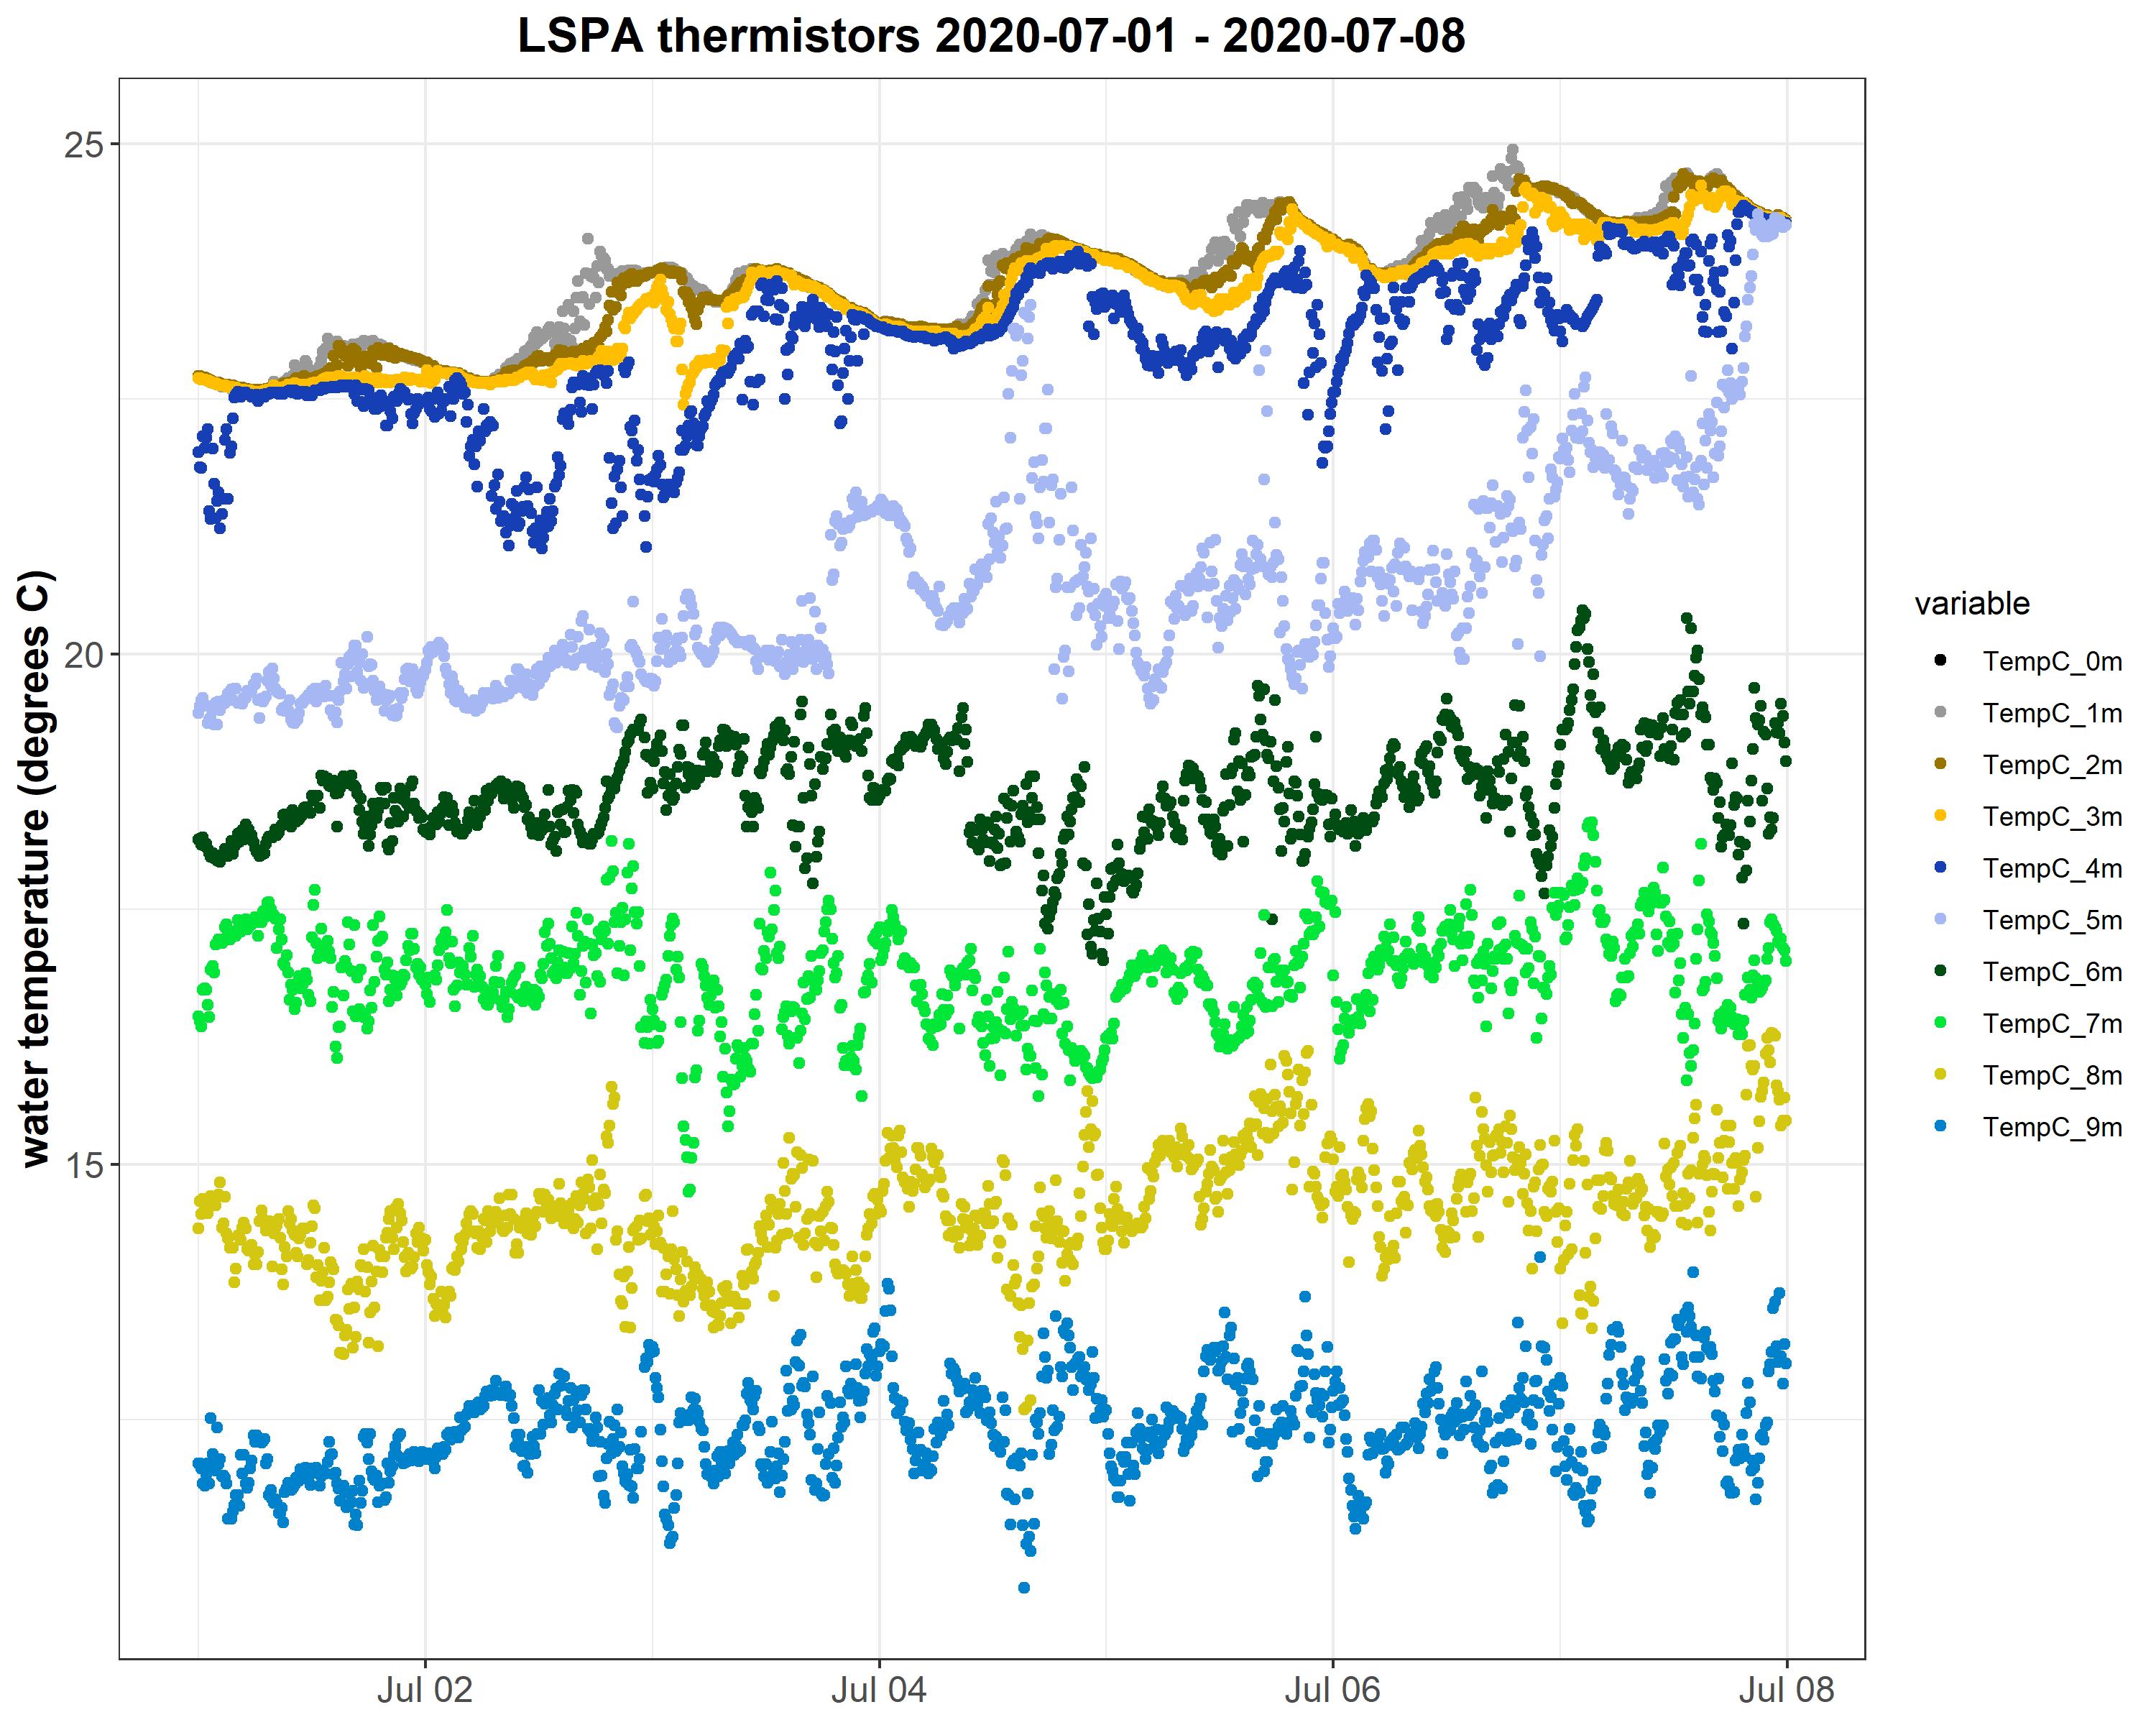 LSPA thermistors 2020-07-01 - 2020-07-08
water temperature (degrees C)
25
20
15
Jul 02
Jul 04
Jul 06
Jul 08
variable
TempC_0m
TempC_1m
TempC_2m
TempC_3m
TempC_4m
TempC_5m
TempC_6m
TempC_7m
TempC_8m
TempC_9m